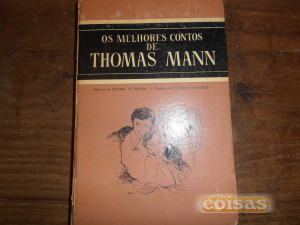 OS MELHORES CONTOS
DE
THOMAS MANN
coisas